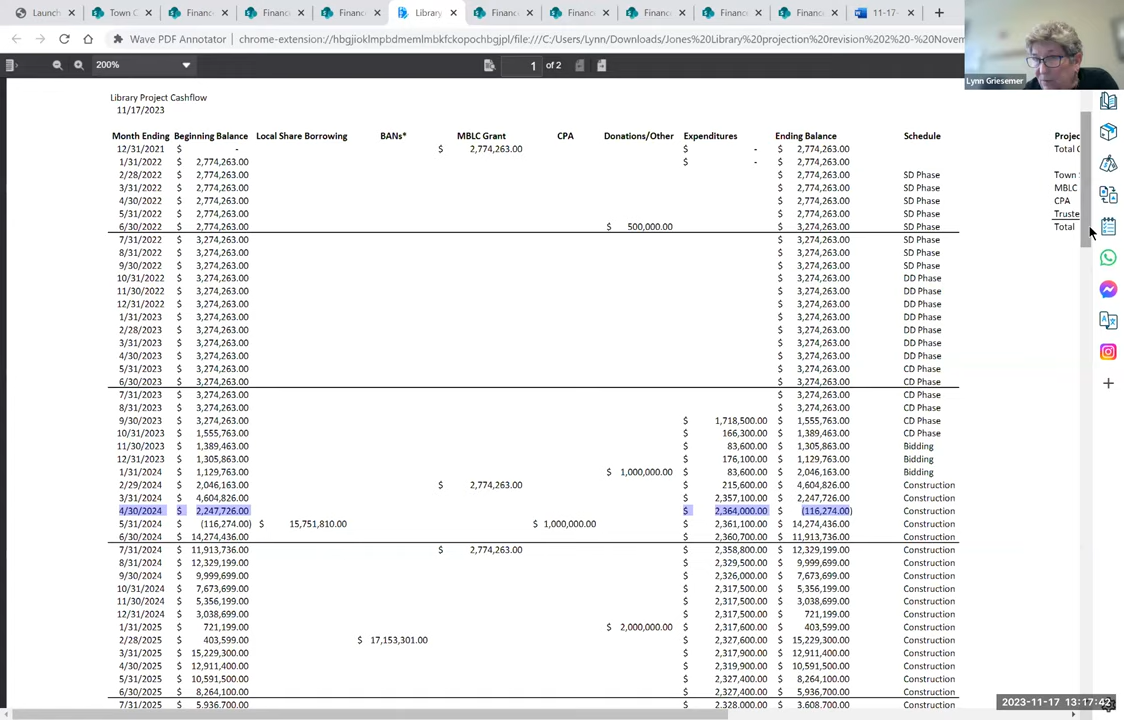 Launch Town C Finance Finance Finance Library Finance Finance Finance Finance Finance 11-17-
Wave PDF Annotator chrome-extension://hbgjioklmpbdmemlmbkfckopochbgjpl/file:///C:/Users/Lynn/Downloads/Jones%20Library%20projection%20revision%202%20-%20Novem
200% 1 of 2
Lynn Griesemer
Library Project Cashflow
11/17/2023
Month Ending Beginning Balance Local Share Borrowing BANs* MBLC Grant CPA Donations/Other Expenditures Ending Balance Schedule Projec
12/31/2021 $ - $ 2,774,263.00 $ - $ 2,774,263.00 Total C
1/31/2022 $ 2,774,263.00 $ - $ 2,774,263.00
2/28/2022 $ 2,774,263.00 $ 2,774,263.00 SD Phase Town S
3/31/2022 $ 2,774,263.00 $ 2,774,263.00 SD Phase MBLC
4/30/2022 $ 2,774,263.00 $ 2,774,263.00 SD Phase CPA
5/31/2022 $ 2,774,263.00 $ 2,774,263.00 SD Phase Truste
6/30/2022 $ 2,774,263.00 $ 500,000.00 $ 3,274,263.00 SD Phase Total
7/31/2022 $ 3,274,263.00 $ 3,274,263.00 SD Phase
8/31/2022 $ 3,274,263.00 $ 3,274,263.00 SD Phase
9/30/2022 $ 3,274,263.00 $ 3,274,263.00 SD Phase
10/31/2022 $ 3,274,263.00 $ 3,274,263.00 DD Phase
11/30/2022 $ 3,274,263.00 $ 3,274,263.00 DD Phase
12/31/2022 $ 3,274,263.00 $ 3,274,263.00 DD Phase
1/31/2023 $ 3,274,263.00 $ 3,274,263.00 DD Phase
2/28/2023 $ 3,274,263.00 $ 3,274,263.00 DD Phase
3/31/2023 $ 3,274,263.00 $ 3,274,263.00 DD Phase
4/30/2023 $ 3,274,263.00 $ 3,274,263.00 DD Phase
5/31/2023 $ 3,274,263.00 $ 3,274,263.00 CD Phase
6/30/2023 $ 3,274,263.00 $ 3,274,263.00 CD Phase
7/31/2023 $ 3,274,263.00 $ 3,274,263.00 CD Phase
8/31/2023 $ 3,274,263.00 $ 3,274,263.00 CD Phase
9/30/2023 $ 3,274,263.00 $ 1,718,500.00 $ 1,555,763.00 CD Phase
10/31/2023 $ 1,555,763.00 $ 166,300.00 $ 1,389,463.00 CD Phase
11/30/2023 $ 1,389,463.00 $ 83,600.00 $ 1,305,863.00 Bidding
12/31/2023 $ 1,305,863.00 $ 176,100.00 $ 1,129,763.00 Bidding
1/31/2024 $ 1,129,763.00 $ 1,000,000.00 $ 83,600.00 $ 2,046,163.00 Bidding
2/29/2024 $ 2,046,163.00 $ 2,774,263.00 $ 215,600.00 $ 4,604,826.00 Construction
3/31/2024 $ 4,604,826.00 $ 2,357,100.00 $ 2,247,726.00 Construction
4/30/2024 $ 2,247,726.00 $ 2,364,000.00 $ (116,274.00) Construction
5/31/2024 $ (116,274.00) $ 15,751,810.00 $ 1,000,000.00 $ 2,361,100.00 $ 14,274,436.00 Construction
6/30/2024 $ 14,274,436.00 $ 2,360,700.00 $ 11,913,736.00 Construction
7/31/2024 $ 11,913,736.00 $ 2,774,263.00 $ 2,358,800.00 $ 12,329,199.00 Construction
8/31/2024 $ 12,329,199.00 $ 2,329,500.00 $ 9,999,699.00 Construction
9/30/2024 $ 9,999,699.00 $ 2,326,000.00 $ 7,673,699.00 Construction
10/31/2024 $ 7,673,699.00 $ 2,317,500.00 $ 5,356,199.00 Construction
11/30/2024 $ 5,356,199.00 $ 2,317,500.00 $ 3,038,699.00 Construction
12/31/2024 $ 3,038,699.00 $ 2,317,500.00 $ 721,199.00 Construction
1/31/2025 $ 721,199.00 $ 2,000,000.00 $ 2,317,600.00 $ 403,599.00 Construction
2/28/2025 $ 403,599.00 $ 17,153,301.00 $ 2,327,600.00 $ 15,229,300.00 Construction
3/31/2025 $ 15,229,300.00 $ 2,317,900.00 $ 12,911,400.00 Construction
4/30/2025 $ 12,911,400.00 $ 2,319,900.00 $ 10,591,500.00 Construction
5/31/2025 $ 10,591,500.00 $ 2,327,400.00 $ 8,264,100.00 Construction
6/30/2025 $ 8,264,100.00 $ 2,327,400.00 $ 5,936,700.00 Construction
7/31/2025 $ 5,936,700.00 $ 2,328,000.00 $ 3,608,700.00 Construction
2023-11-17 13:17:42